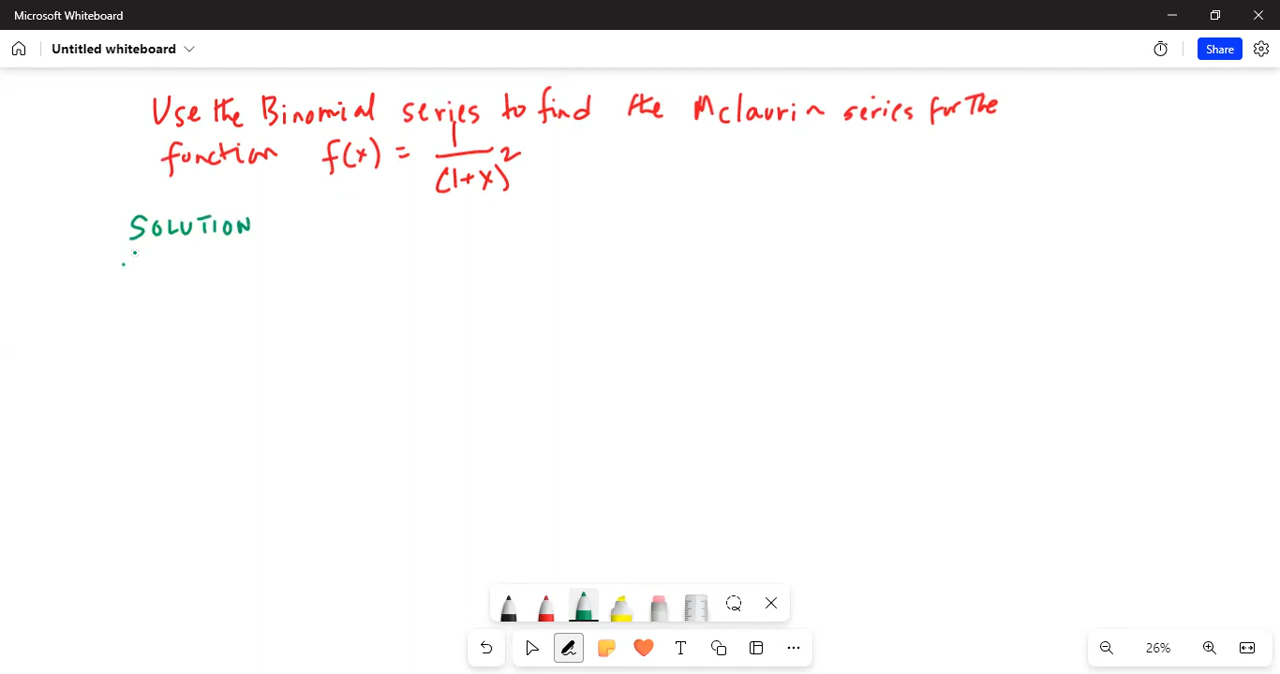 Microsoft Whiteboard
Untitled whiteboard
Share
Use the Binomial series to find the Mclaurin series for the
function f(x) = 1/(1+x)^2
SOLUTION
T
26%